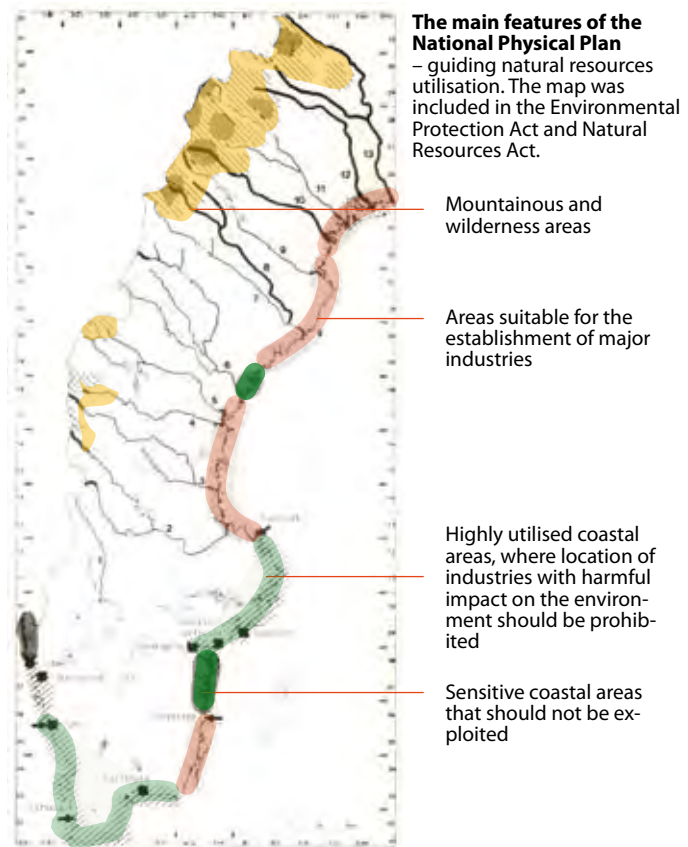 The main features of the
National Physical Plan
– guiding natural resources
utilisation. The map was
included in the Environmental
Protection Act and Natural
Resources Act.
Mountainous and
wilderness areas
Areas suitable for the
establishment of major
industries
Highly utilised coastal
areas, where location of
industries with harmful
impact on the environ-
ment should be prohib-
ited
Sensitive coastal areas
that should not be ex-
ploited
13
12
11
10
9
8
7
6
5
4
3
2